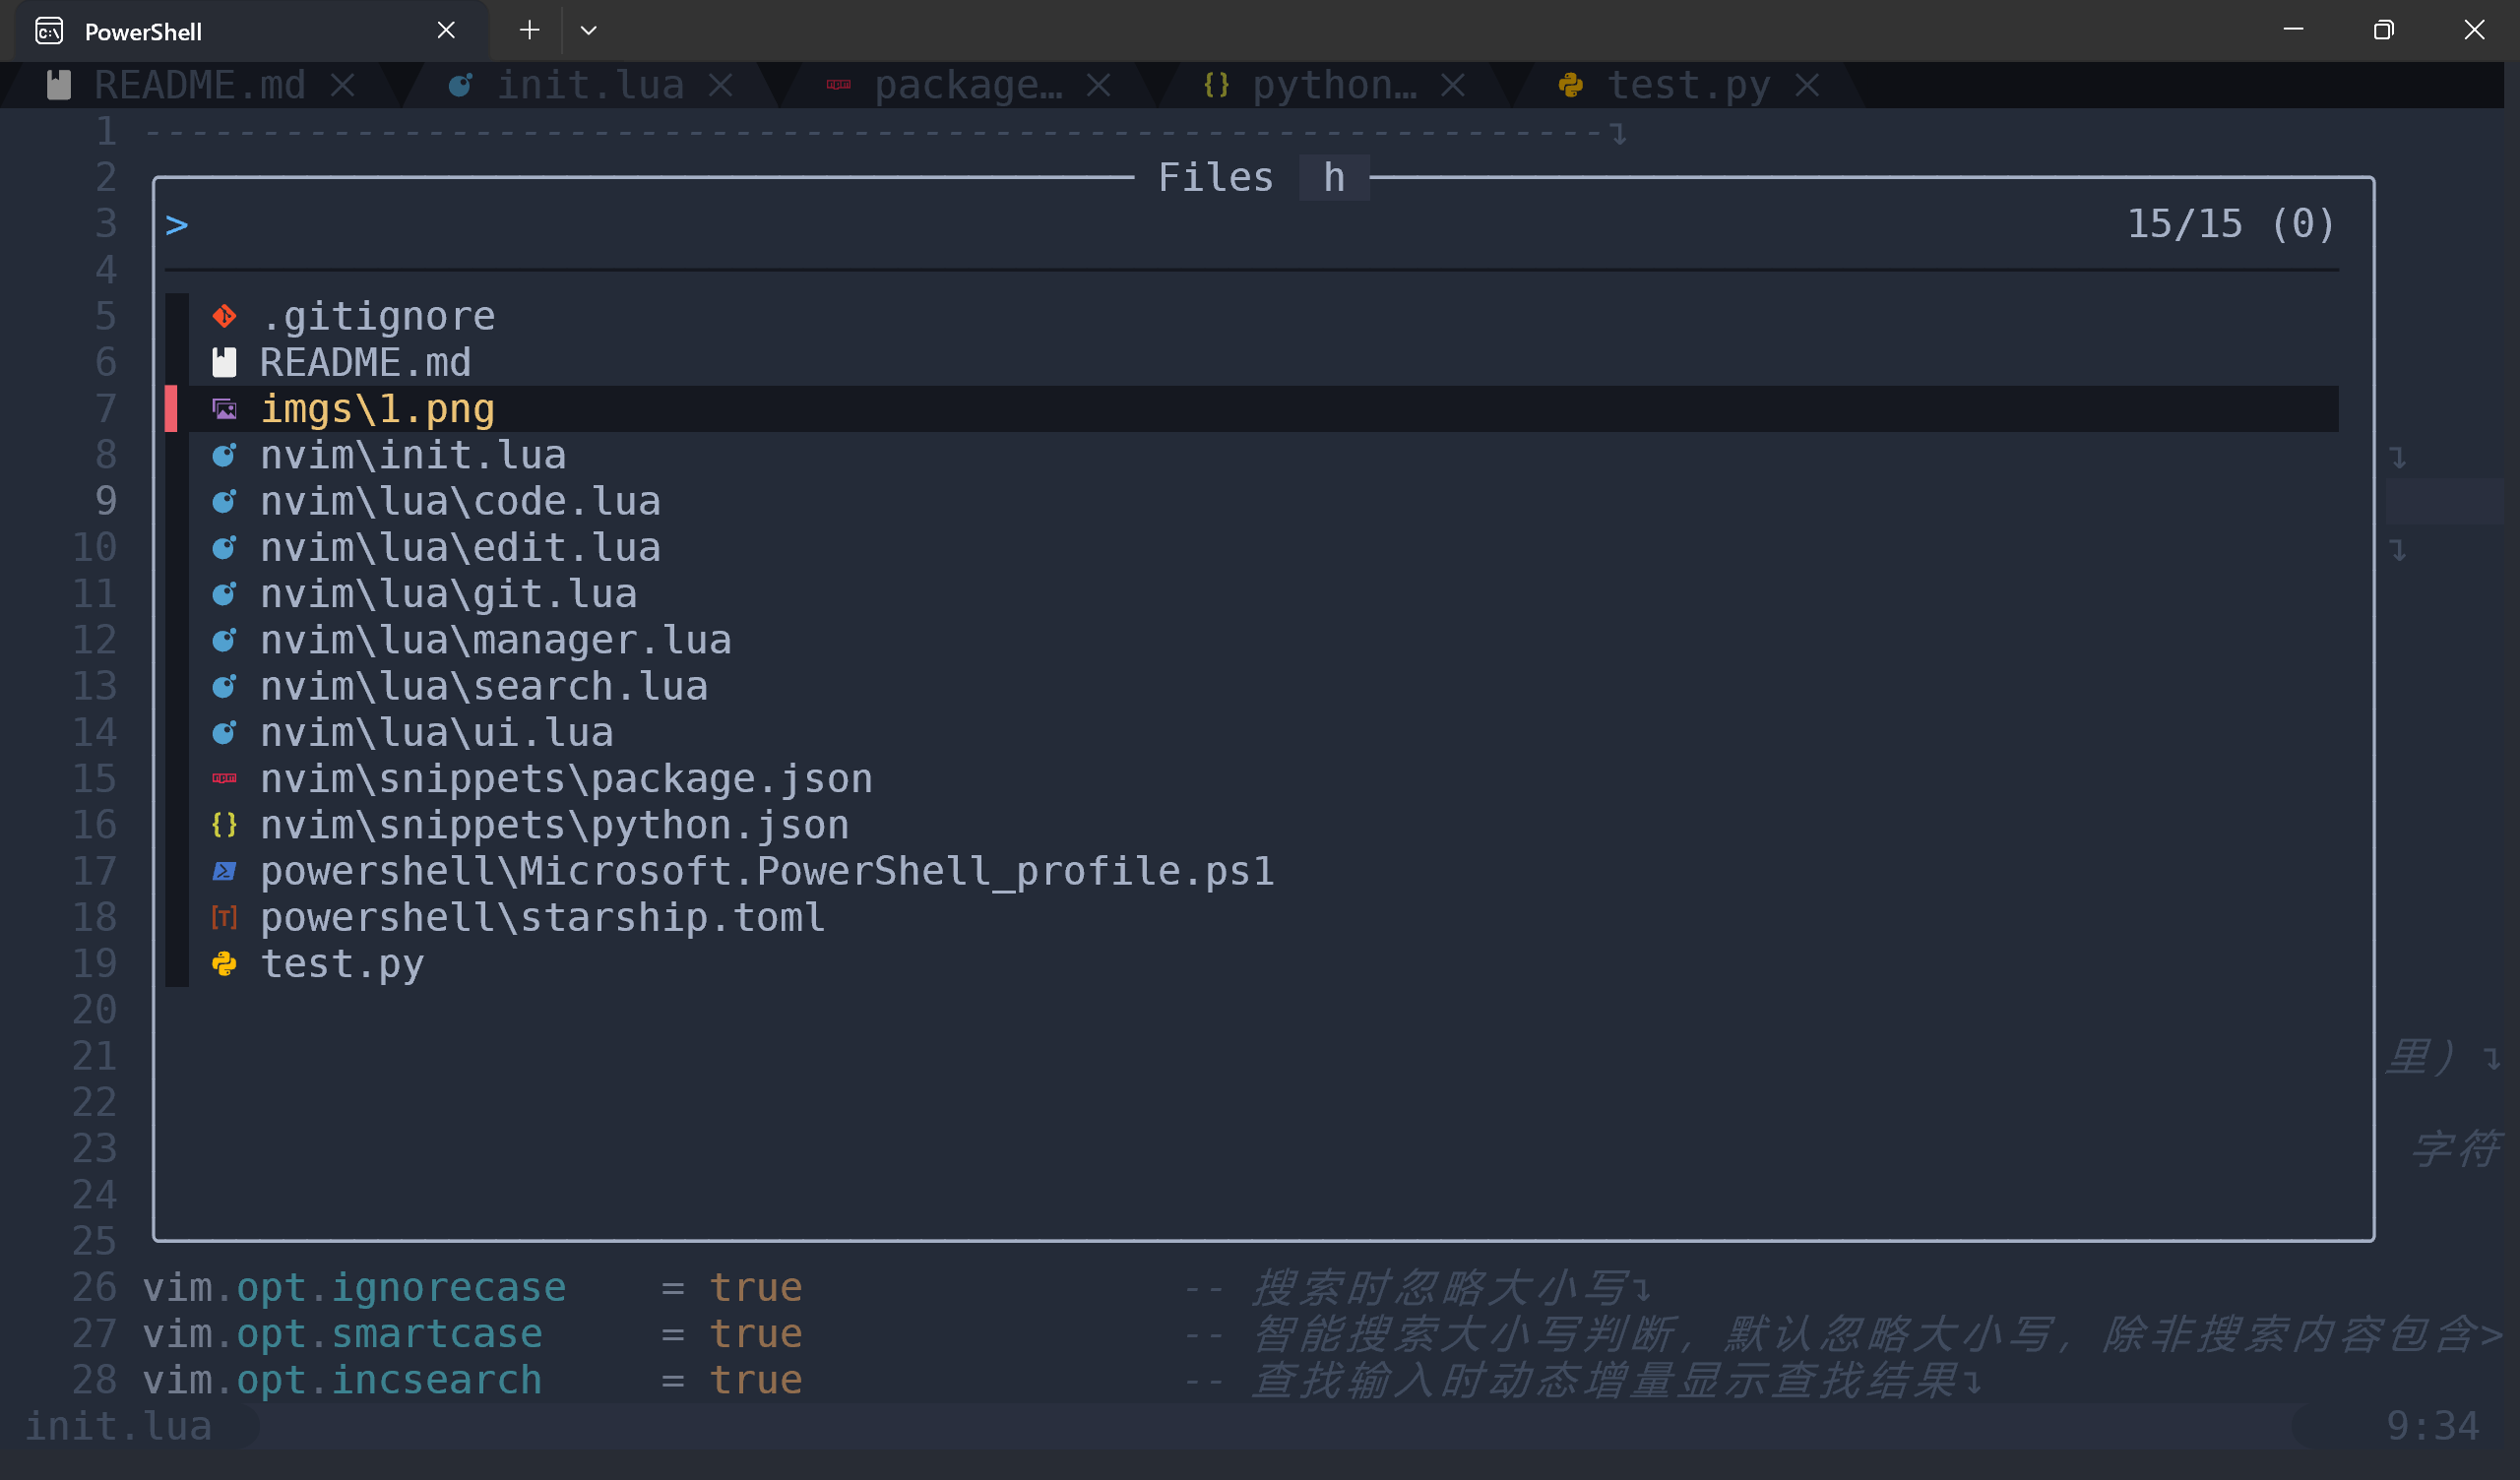 PowerShell
README.md init.lua package… python… test.py
1 ---------------------------------------------------------------
2 Files h
3 > 15/15 (0)
4
5 .gitignore
6 README.md
7 imgs\1.png
8 nvim\init.lua
9 nvim\lua\code.lua
10 nvim\lua\edit.lua
11 nvim\lua\git.lua
12 nvim\lua\manager.lua
13 nvim\lua\search.lua
14 nvim\lua\ui.lua
15 nvim\snippets\package.json
16 nvim\snippets\python.json
17 powershell\Microsoft.PowerShell_profile.ps1
18 powershell\starship.toml
19 test.py
20
21 里）
22
23 字符
24
25
26 vim.opt.ignorecase = true -- 搜索时忽略大小写
27 vim.opt.smartcase = true -- 智能搜索大小写判断，默认忽略大小写，除非搜索内容包含>
28 vim.opt.incsearch = true -- 查找输入时动态增量显示查找结果
init.lua 9:34